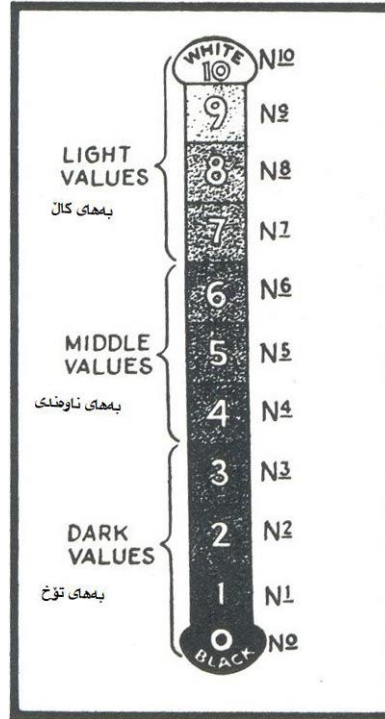 WHITE
10 N10
9 N9
LIGHT
VALUES
بەهای کاڵ
8 N8
7 N7
6 N6
MIDDLE
VALUES
بەهای ناوەندی
5 N5
4 N4
3 N3
DARK
VALUES
بەهای تۆخ
2 N2
1 N1
0 N0
BLACK